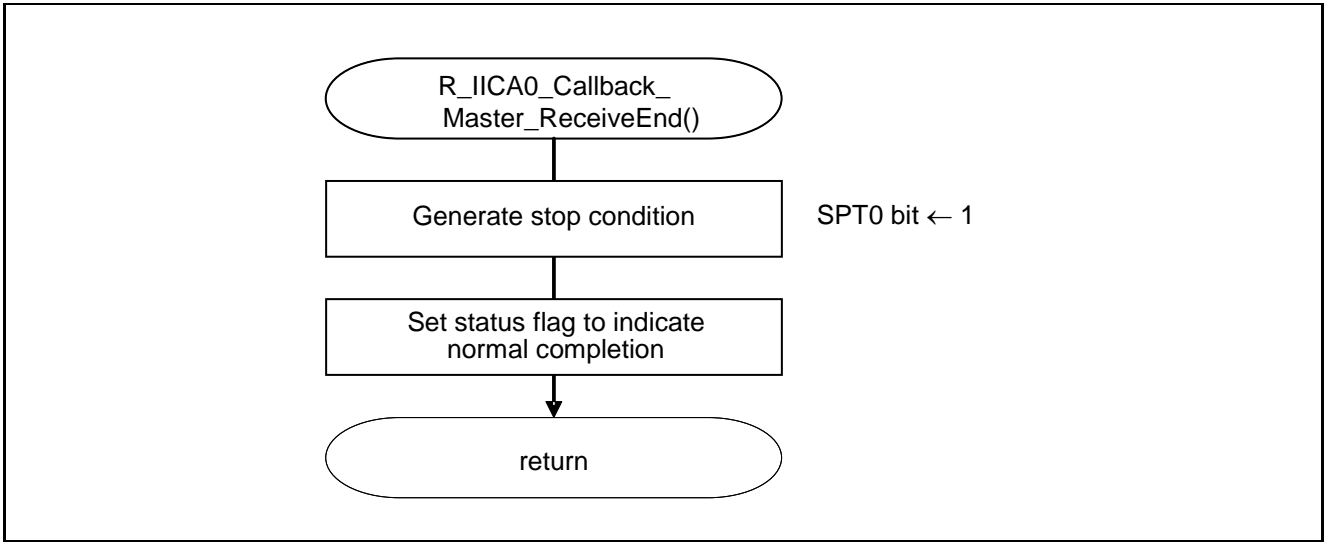 R_IICA0_Callback_
Master_ReceiveEnd()
Generate stop condition
SPT0 bit ← 1
Set status flag to indicate
normal completion
return